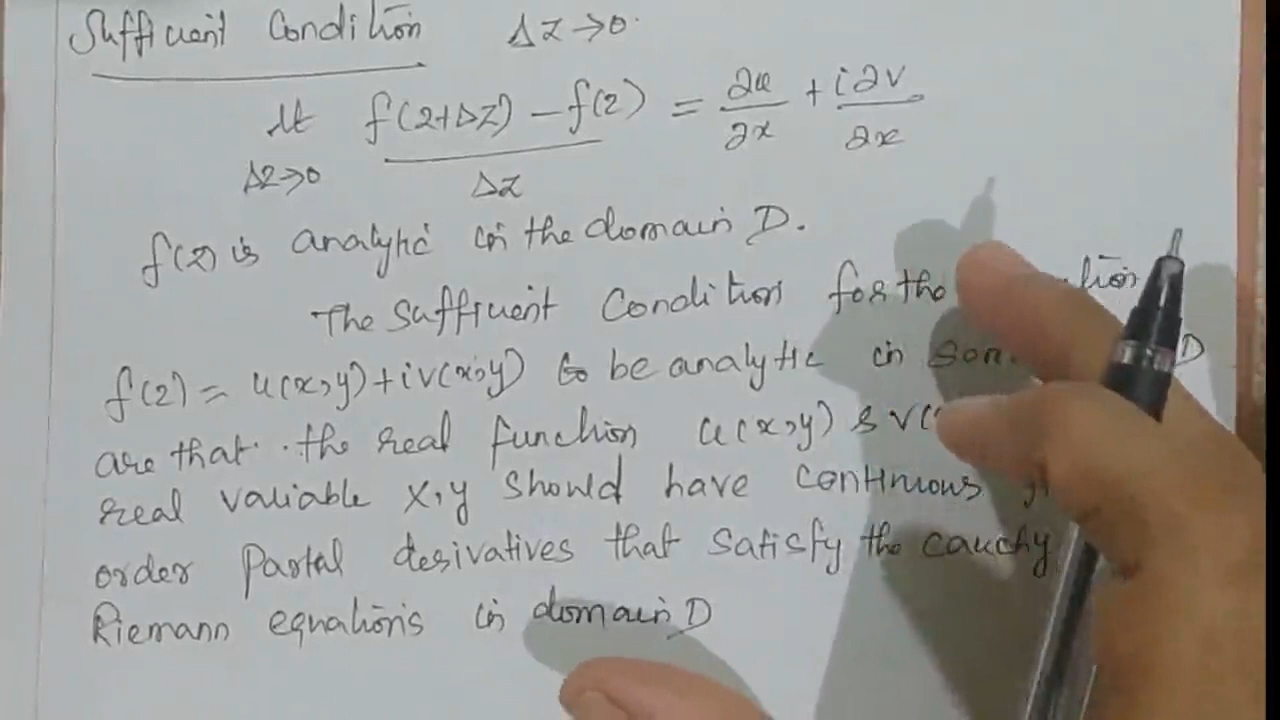 Sufficient Condition Δz→0
lt f(z+Δz) - f(z) = ∂u/∂x + i∂v/∂x
Δz→0 Δz
f(z) is analytic in the domain D.
The sufficient Condition for the
f(z) = u(x,y)+iv(x,y) to be analytic in D
are that the real function u(x,y) &
real variable x,y should have continuous
order Partal derivatives that satisfy the cauchy
Riemann equations in domain D